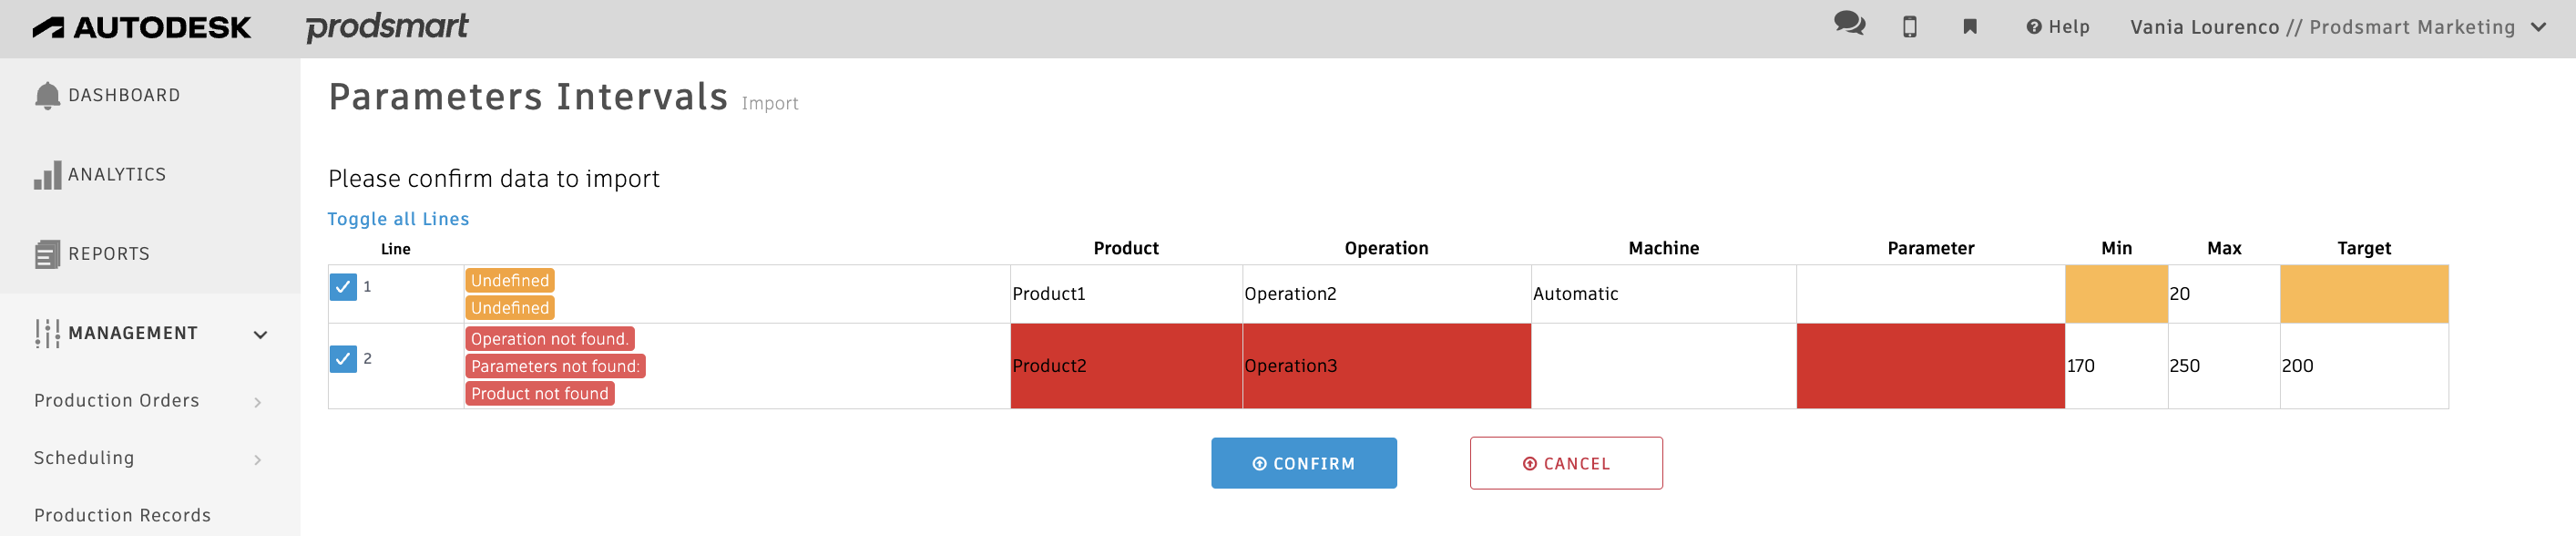 AUTODESK prodsmart Help Vania Lourenco // Prodsmart Marketing
DASHBOARD
ANALYTICS
REPORTS
MANAGEMENT
Production Orders
Scheduling
Production Records
Parameters Intervals Import
Please confirm data to import
Toggle all Lines
Line Product Operation Machine Parameter Min Max Target
1 Undefined Undefined Product1 Operation2 Automatic 20
2 Operation not found. Parameters not found: Product not found Product2 Operation3 170 250 200
CONFIRM CANCEL